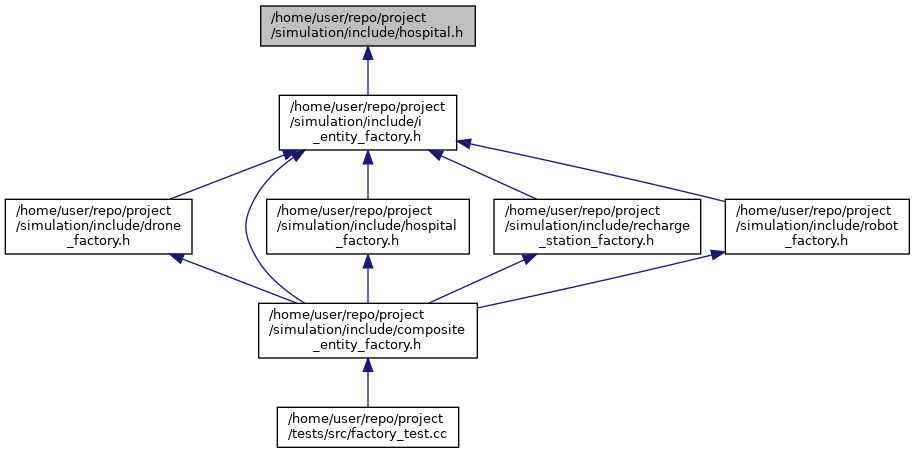 /home/user/repo/project
/simulation/include/hospital.h
/home/user/repo/project
/simulation/include/i
_entity_factory.h
/home/user/repo/project
/simulation/include/drone
_factory.h
/home/user/repo/project
/simulation/include/hospital
_factory.h
/home/user/repo/project
/simulation/include/recharge
_station_factory.h
/home/user/repo/project
/simulation/include/robot
_factory.h
/home/user/repo/project
/simulation/include/composite
_entity_factory.h
/home/user/repo/project
/tests/src/factory_test.cc